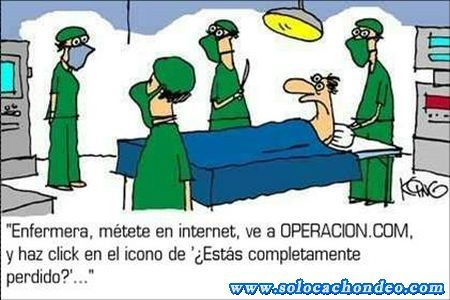 "Enfermera, métete en internet, ve a OPERACION.COM,
y haz click en el icono de '¿Estás completamente
perdido?'..."
www.solocachondeo.com